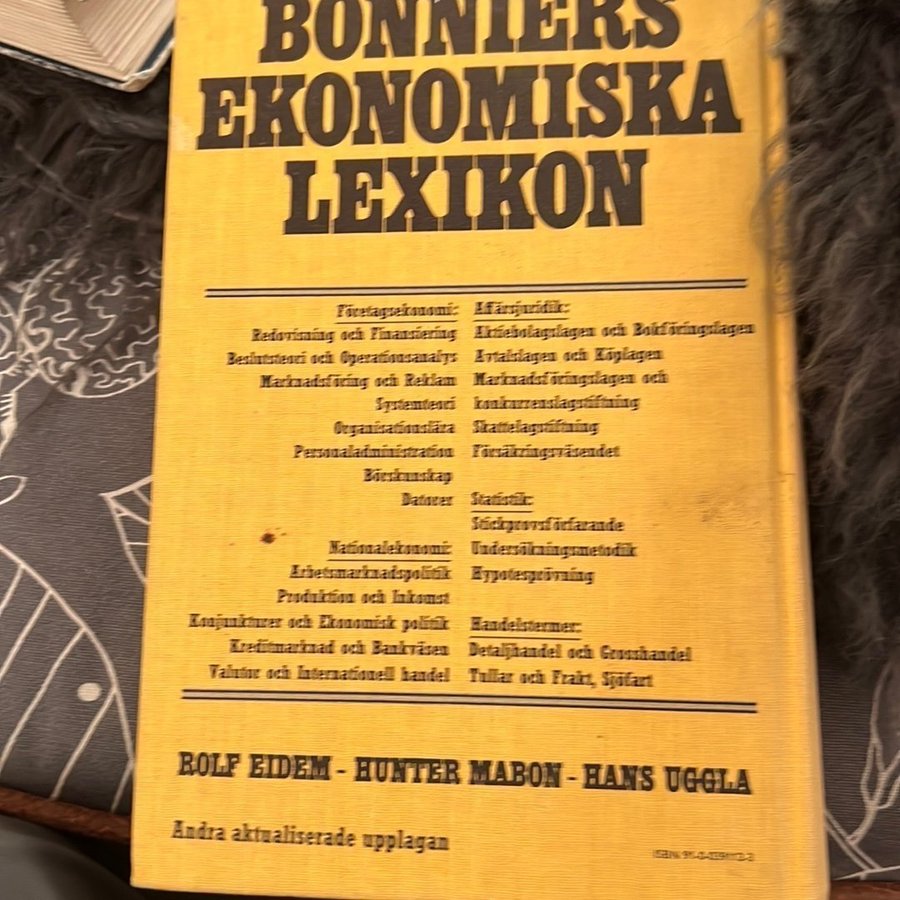 BONNIERS
EKONOMISKA
LEXIKON
Företagsekonomi:
Redovisning och Finansiering
Beslutsteori och Operationsanalys
Marknadsföring och Reklam
Systemteori
Organisationslära
Personaladministration
Börskunskap
Datorer
Nationalekonomi:
Arbetsmarknadspolitik
Produktion och Inkomst
Konjunkturer och Ekonomisk politik
Kreditmarknad och Bankväsen
Valutor och Internationell handel
Affärsjuridik:
Aktiebolagslagen och Bokföringslagen
Avtalslagen och Köplagen
Marknadsföringslagen och
konkurrenslagstiftning
Skattelagstiftning
Försäkringsväsendet
Statistik:
Stickprovsförfarande
Undersökningsmetodik
Hypotesprövning
Handelstermer:
Detaljhandel och Grosshandel
Tullar och Frakt, Sjöfart
ROLF EIDEM - HUNTER MABON - HANS UGGLA
Andra aktualiserade upplagan
ISBN